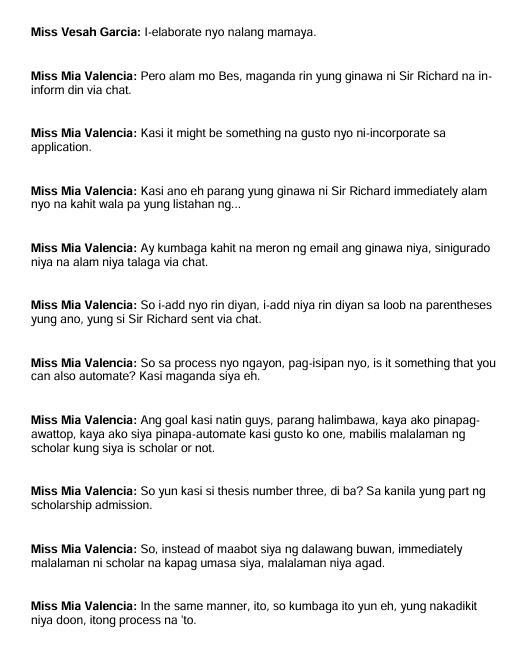 Miss Vesah Garcia: I-elaborate nyo nalang mamaya.
Miss Mia Valencia: Pero alam mo Bes, maganda rin yung ginawa ni Sir Richard na in-
inform din via chat.
Miss Mia Valencia: Kasi it might be something na gusto nyo ni-incorporate sa
application.
Miss Mia Valencia: Kasi ano eh parang yung ginawa ni Sir Richard immediately alam
nyo na kahit wala pa yung listahan ng...
Miss Mia Valencia: Ay kumbaga kahit na meron ng email ang ginawa niya, sinigurado
niya na alam niya talaga via chat.
Miss Mia Valencia: So i-add nyo rin diyan, i-add niya rin diyan sa loob na parentheses
yung ano, yung si Sir Richard sent via chat.
Miss Mia Valencia: So sa process nyo ngayon, pag-isipan nyo, is it something that you
can also automate? Kasi maganda siya eh.
Miss Mia Valencia: Ang goal kasi natin guys, parang halimbawa, kaya ako pinapag-
awattop, kaya ako siya pinapa-automate kasi gusto ko one, mabilis malalaman ng
scholar kung siya is scholar or not.
Miss Mia Valencia: So yun kasi si thesis number three, di ba? Sa kanila yung part ng
scholarship admission.
Miss Mia Valencia: So, instead of maabot siya ng dalawang buwan, immediately
malalaman ni scholar na kapag umasa siya, malalaman niya agad.
Miss Mia Valencia: In the same manner, ito, so kumbaga ito yun eh, yung nakadikit
niya doon, itong process na 'to.